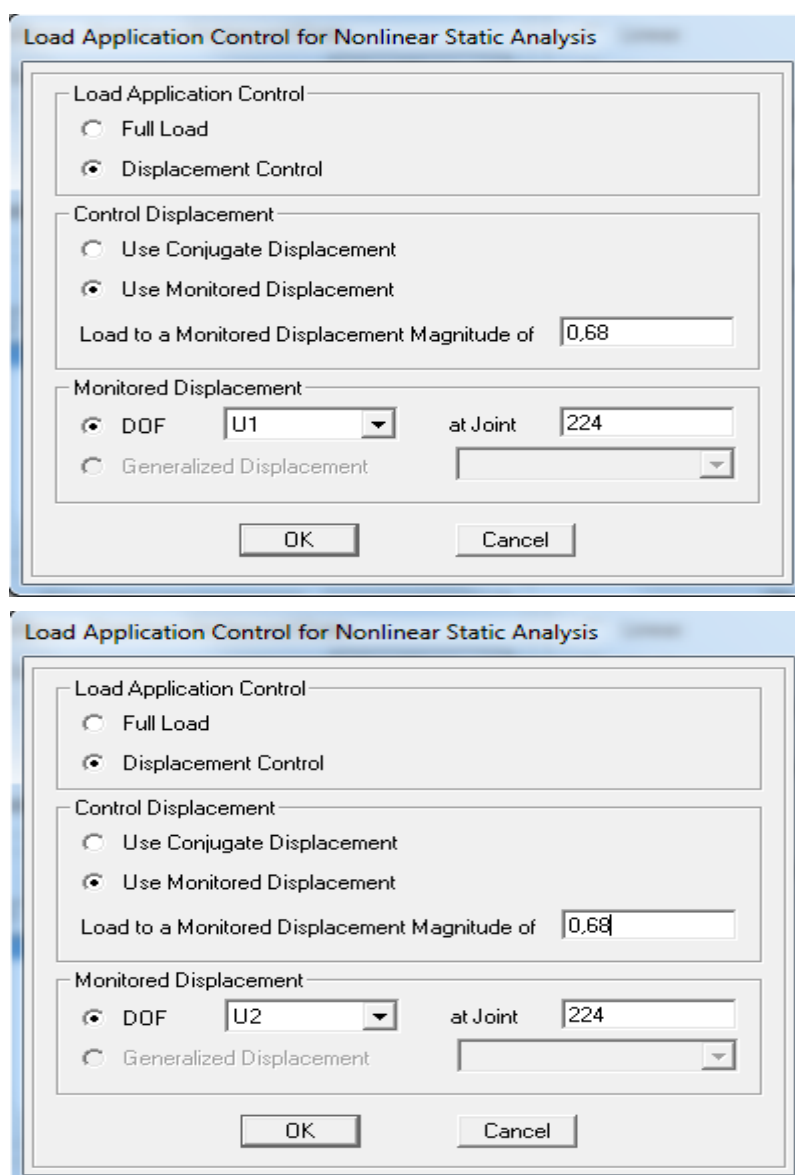 Load Application Control for Nonlinear Static Analysis
Load Application Control
Full Load
Displacement Control
Control Displacement
Use Conjugate Displacement
Use Monitored Displacement
Load to a Monitored Displacement Magnitude of 0,68
Monitored Displacement
DOF U1 at Joint 224
Generalized Displacement
OK Cancel
Load Application Control for Nonlinear Static Analysis
Load Application Control
Full Load
Displacement Control
Control Displacement
Use Conjugate Displacement
Use Monitored Displacement
Load to a Monitored Displacement Magnitude of 0,68
Monitored Displacement
DOF U2 at Joint 224
Generalized Displacement
OK Cancel